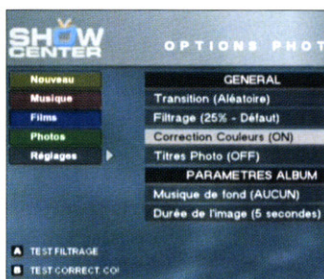 SHOW
CENTER
OPTIONS PHOT
Nouveau
Musique
Films
Photos
Réglages
GENERAL
Transition (Aléatoire)
Filtrage (25% - Défaut)
Correction Couleurs (ON)
Titres Photo (OFF)
PARAMETRES ALBUM
Musique de fond (AUCUN)
Durée de l'image (5 secondes)
A TEST FILTRAGE
B TEST CORRECT. CO